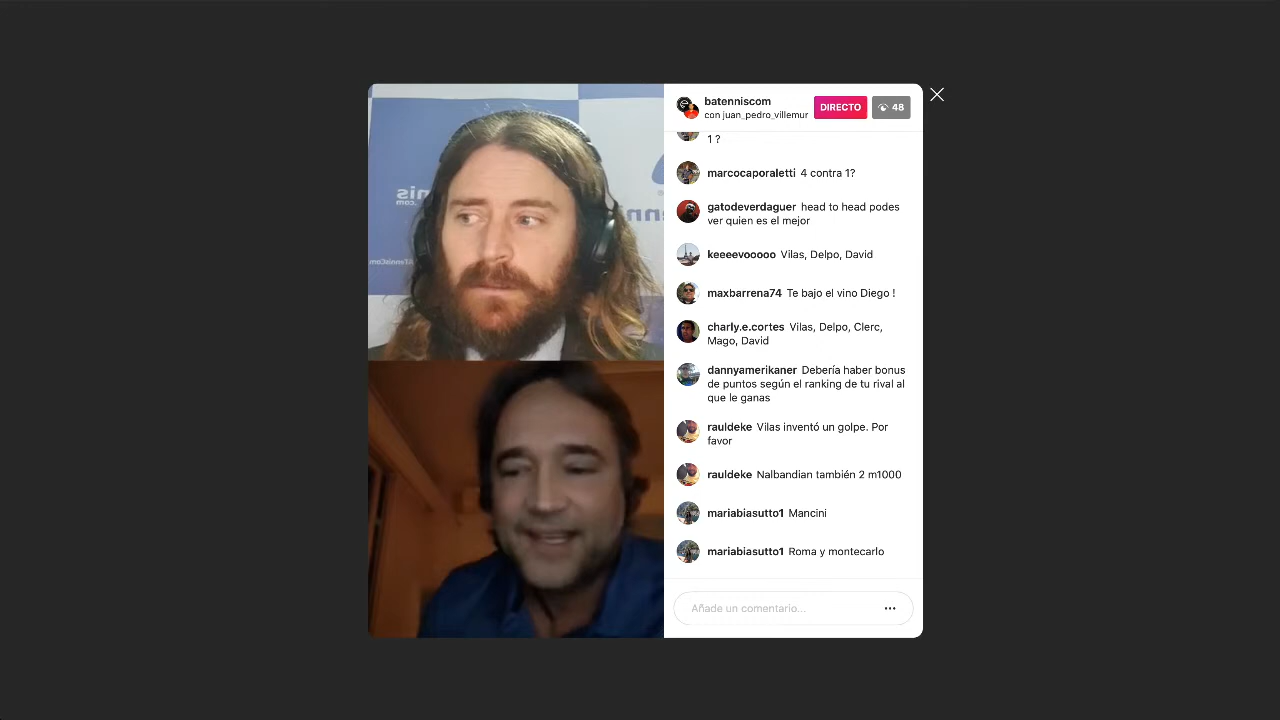 batenniscom
con juan_pedro_villemur
DIRECTO
48
1 ?
marcocaporaletti 4 contra 1?
gatodeverdaguer head to head podes
ver quien es el mejor
keeeevooooo Vilas, Delpo, David
maxbarrena74 Te bajo el vino Diego !
charly.e.cortes Vilas, Delpo, Clerc,
Mago, David
dannyamerikaner Debería haber bonus
de puntos según el ranking de tu rival al
que le ganas
rauldeke Vilas inventó un golpe. Por
favor
rauldeke Nalbandian también 2 m1000
mariabiasutto1 Mancini
mariabiasutto1 Roma y montecarlo
Añade un comentario...